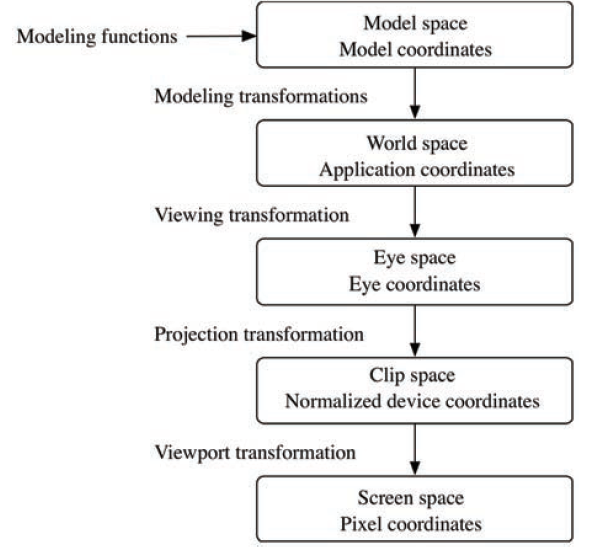 Model space
Modeling functions
Model coordinates
Modeling transformations
World space
Application coordinates
Viewing transformation
Eye space
Eye coordinates
Projection transformation
Clip space
Normalized device coordinates
Viewport transformation
Screen space
Pixel coordinates